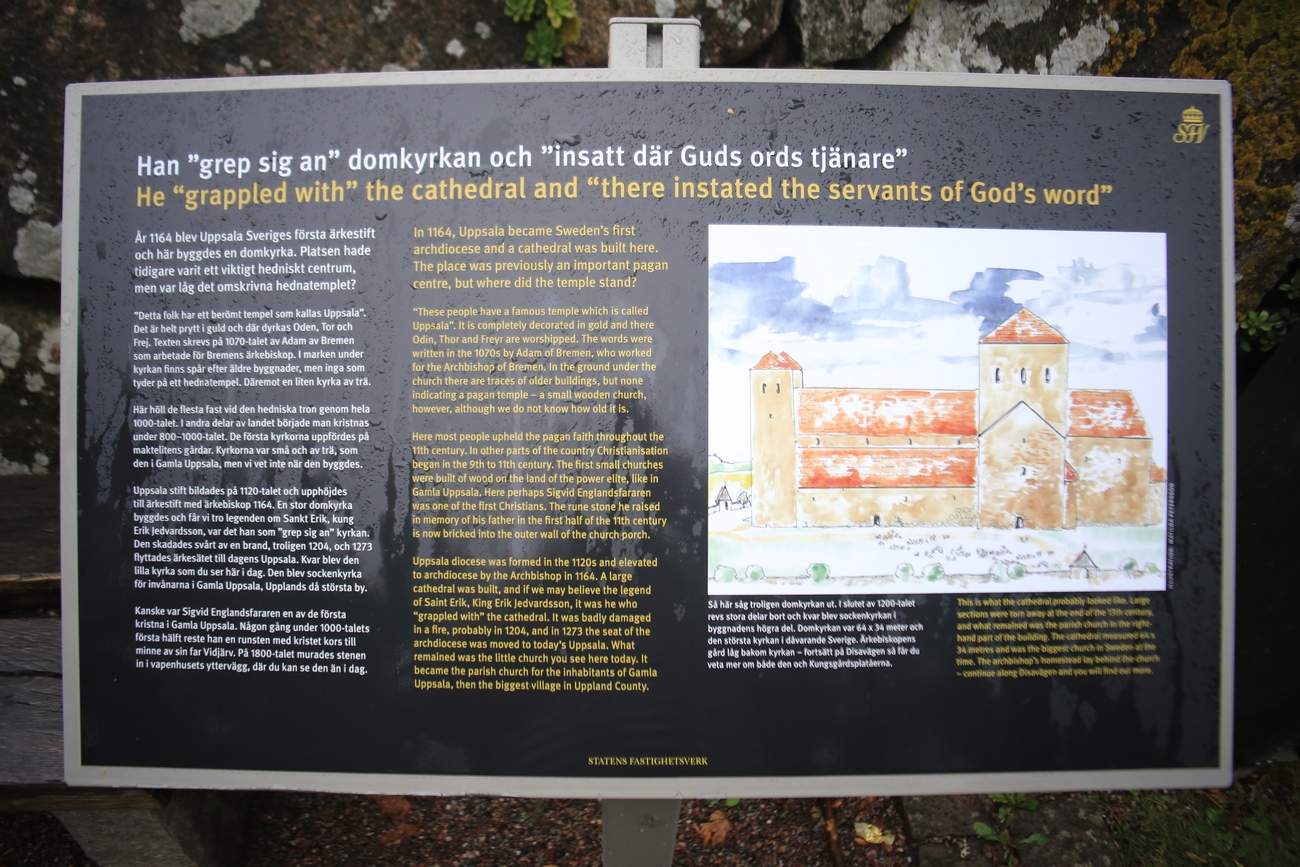 SFV
Han ”grep sig an” domkyrkan och ”insatt där Guds ords tjänare”
He “grappled with” the cathedral and “there instated the servants of God’s word”
År 1164 blev Uppsala Sveriges första ärkestift
och här byggdes en domkyrka. Platsen hade
tidigare varit ett viktigt hedniskt centrum,
men var låg det omskrivna hednatemplet?
”Detta folk har ett berömt tempel som kallas Uppsala”.
Det är helt prytt i guld och där dyrkas Oden, Tor och
Frej. Texten skrevs på 1070-talet av Adam av Bremen
som arbetade för Bremens ärkebiskop. I marken under
kyrkan finns spår efter äldre byggnader, men inga som
tyder på ett hednatempel. Däremot en liten kyrka av trä.
Här höll de flesta fast vid den hedniska tron genom hela
1000-talet. I andra delar av landet började man kristnas
under 800–1000-talet. De första kyrkorna uppfördes på
maktelitens gårdar. Kyrkorna var små och av trä, som
den i Gamla Uppsala, men vi vet inte när den byggdes.
Uppsala stift bildades på 1120-talet och upphöjdes
till ärkestift med ärkebiskop 1164. En stor domkyrka
byggdes och får vi tro legenden om Sankt Erik, kung
Erik Jedvardsson, var det han som ”grep sig an” kyrkan.
Den skadades svårt av en brand, troligen 1204, och 1273
flyttades ärkesätet till dagens Uppsala. Kvar blev den
lilla kyrka som du ser här i dag. Den blev sockenkyrka
för invånarna i Gamla Uppsala, Upplands då största by.
Kanske var Sigvid Englandsfararen en av de första
kristna i Gamla Uppsala. Någon gång under 1000-talets
första hälft reste han en runsten med kristet kors till
minne av sin far Vidjärv. På 1800-talet murades stenen
in i vapenhusets yttervägg, där du kan se den än i dag.
In 1164, Uppsala became Sweden’s first
archdiocese and a cathedral was built here.
The place was previously an important pagan
centre, but where did the temple stand?
“These people have a famous temple which is called
Uppsala”. It is completely decorated in gold and there
Odin, Thor and Freyr are worshipped. The words were
written in the 1070s by Adam of Bremen, who worked
for the Archbishop of Bremen. In the ground under the
church there are traces of older buildings, but none
indicating a pagan temple – a small wooden church,
however, although we do not know how old it is.
Here most people upheld the pagan faith throughout the
11th century. In other parts of the country Christianisation
began in the 9th to 11th century. The first small churches
were built of wood on the land of the power elite, like in
Gamla Uppsala. Here perhaps Sigvid Englandsfararen
was one of the first Christians. The rune stone he raised
in memory of his father in the first half of the 11th century
is now bricked into the outer wall of the church porch.
Uppsala diocese was formed in the 1120s and elevated
to archdiocese by the Archbishop in 1164. A large
cathedral was built, and if we may believe the legend
of Saint Erik, King Erik Jedvardsson, it was he who
“grappled with” the cathedral. It was badly damaged
in a fire, probably in 1204, and in 1273 the seat of the
archdiocese was moved to today’s Uppsala. What
remained was the little church you see here today. It
became the parish church for the inhabitants of Gamla
Uppsala, then the biggest village in Uppland County.
ILLUSTRATION: MATILDA PETERSSON
Så här såg troligen domkyrkan ut. I slutet av 1200-talet
revs stora delar bort och kvar blev sockenkyrkan i
byggnadens högra del. Domkyrkan var 64 x 34 meter och
den största kyrkan i dåvarande Sverige. Ärkebiskopens
gård låg bakom kyrkan – fortsätt på Disavägen så får du
veta mer om både den och Kungsgårdsplatåerna.
This is what the cathedral probably looked like. Large
sections were torn away at the end of the 13th century,
and what remained was the parish church in the right-
hand part of the building. The cathedral measured 64 x
34 metres and was the biggest church in Sweden at the
time. The archbishop’s homestead lay behind the church
– continue along Disavägen and you will find out more.
STATENS FASTIGHETSVERK